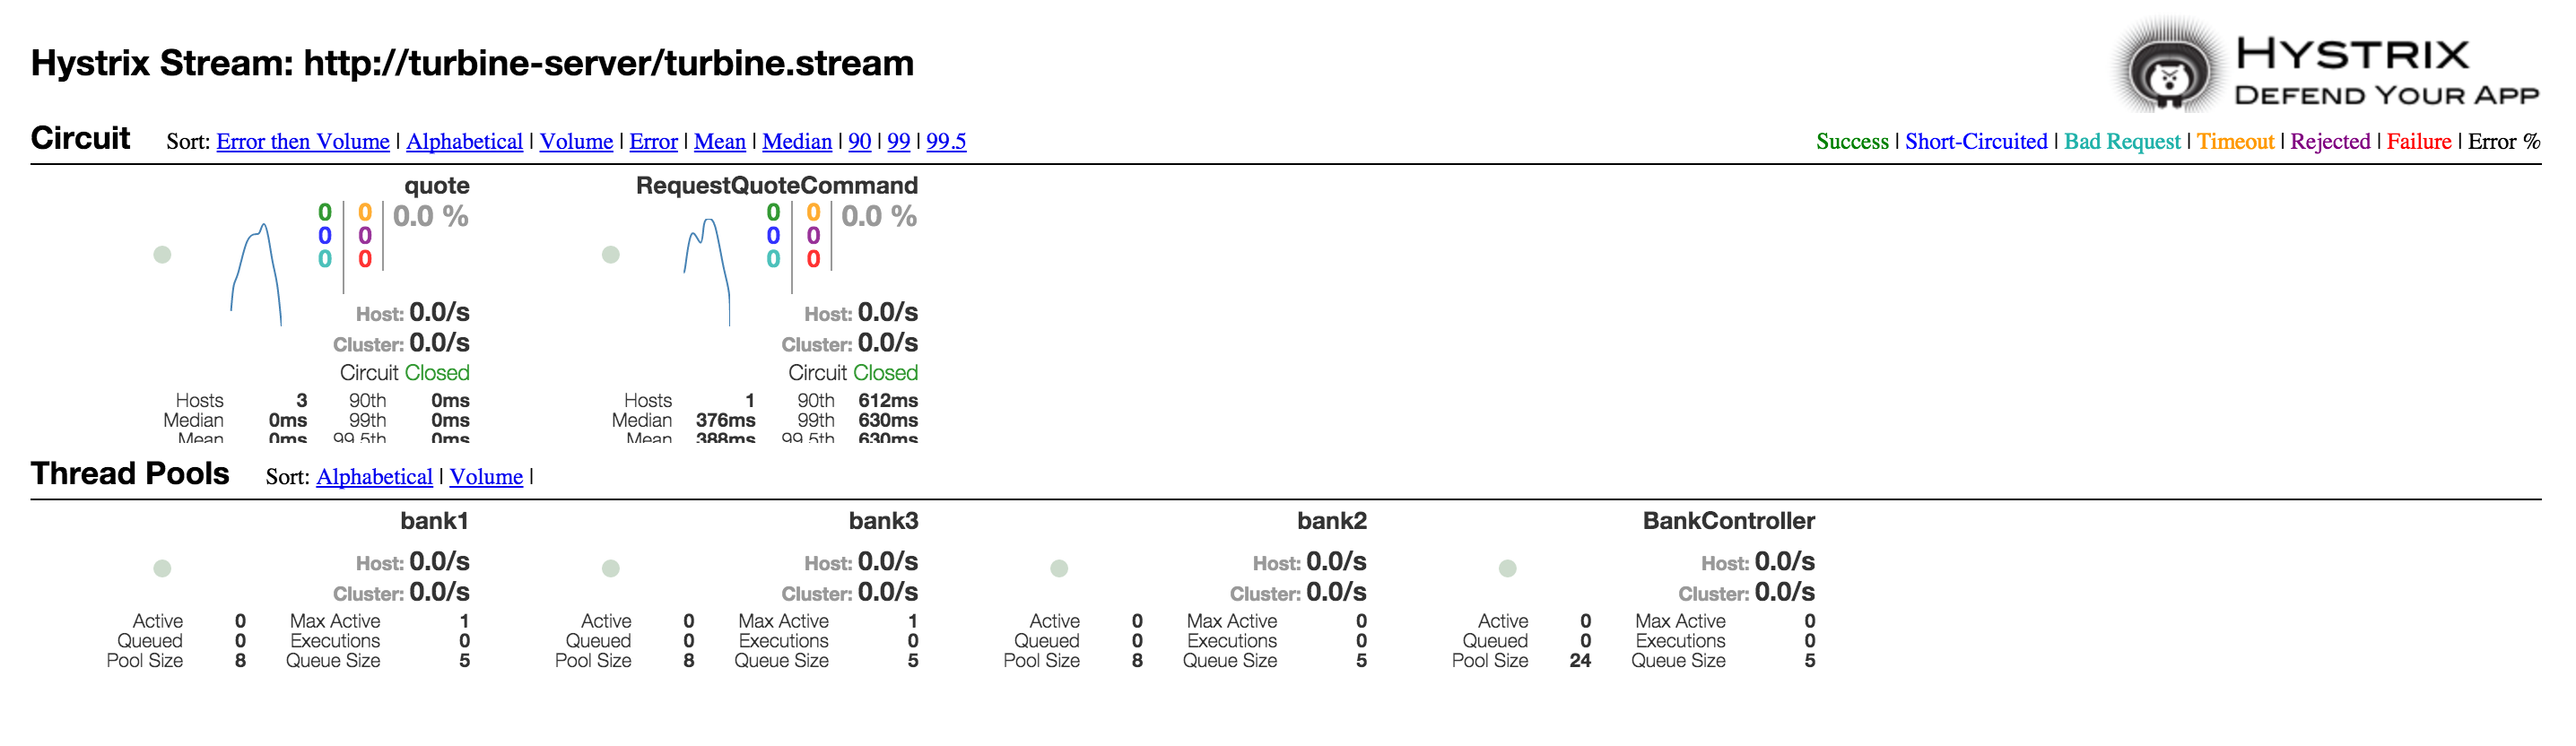 Hystrix Stream: http://turbine-server/turbine.stream
HYSTRIX
DEFEND YOUR APP
Circuit Sort: Error then Volume | Alphabetical | Volume | Error | Mean | Median | 90 | 99 | 99.5
Success | Short-Circuited | Bad Request | Timeout | Rejected | Failure | Error %
quote
0 0 0.0 %
0 0
0 0
Host: 0.0/s
Cluster: 0.0/s
Circuit Closed
Hosts 3 90th 0ms
Median 0ms 99th 0ms
Mean 0ms 99.5th 0ms
RequestQuoteCommand
0 0 0.0 %
0 0
0 0
Host: 0.0/s
Cluster: 0.0/s
Circuit Closed
Hosts 1 90th 612ms
Median 376ms 99th 630ms
Mean 388ms 99.5th 630ms
Thread Pools Sort: Alphabetical | Volume |
bank1
Host: 0.0/s
Cluster: 0.0/s
Active 0 Max Active 1
Queued 0 Executions 0
Pool Size 8 Queue Size 5
bank3
Host: 0.0/s
Cluster: 0.0/s
Active 0 Max Active 1
Queued 0 Executions 0
Pool Size 8 Queue Size 5
bank2
Host: 0.0/s
Cluster: 0.0/s
Active 0 Max Active 0
Queued 0 Executions 0
Pool Size 8 Queue Size 5
BankController
Host: 0.0/s
Cluster: 0.0/s
Active 0 Max Active 0
Queued 0 Executions 0
Pool Size 24 Queue Size 5